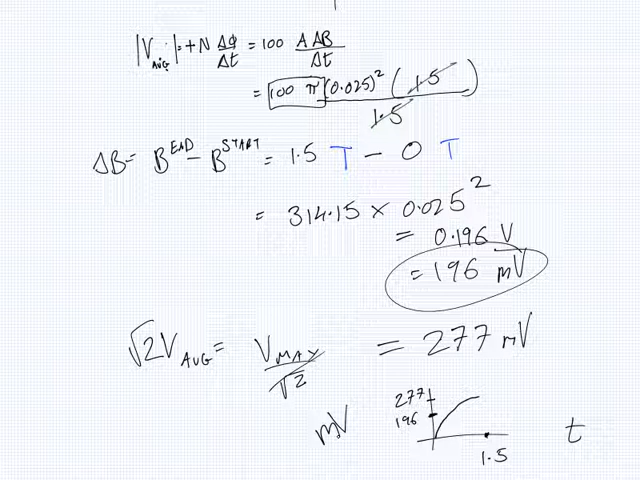 |V_AVG| = +N Δφ/Δt = 100 A ΔB/Δt
= 100 π (0.025)² (1.5)/1.5
ΔB = B^END − B^START = 1.5 T − 0 T
= 314.15 × 0.025²
= 0.196 V
= 196 mV
√2 V_AVG = V_MAX/√2 = 277 mV
mV 277 196 1.5 t